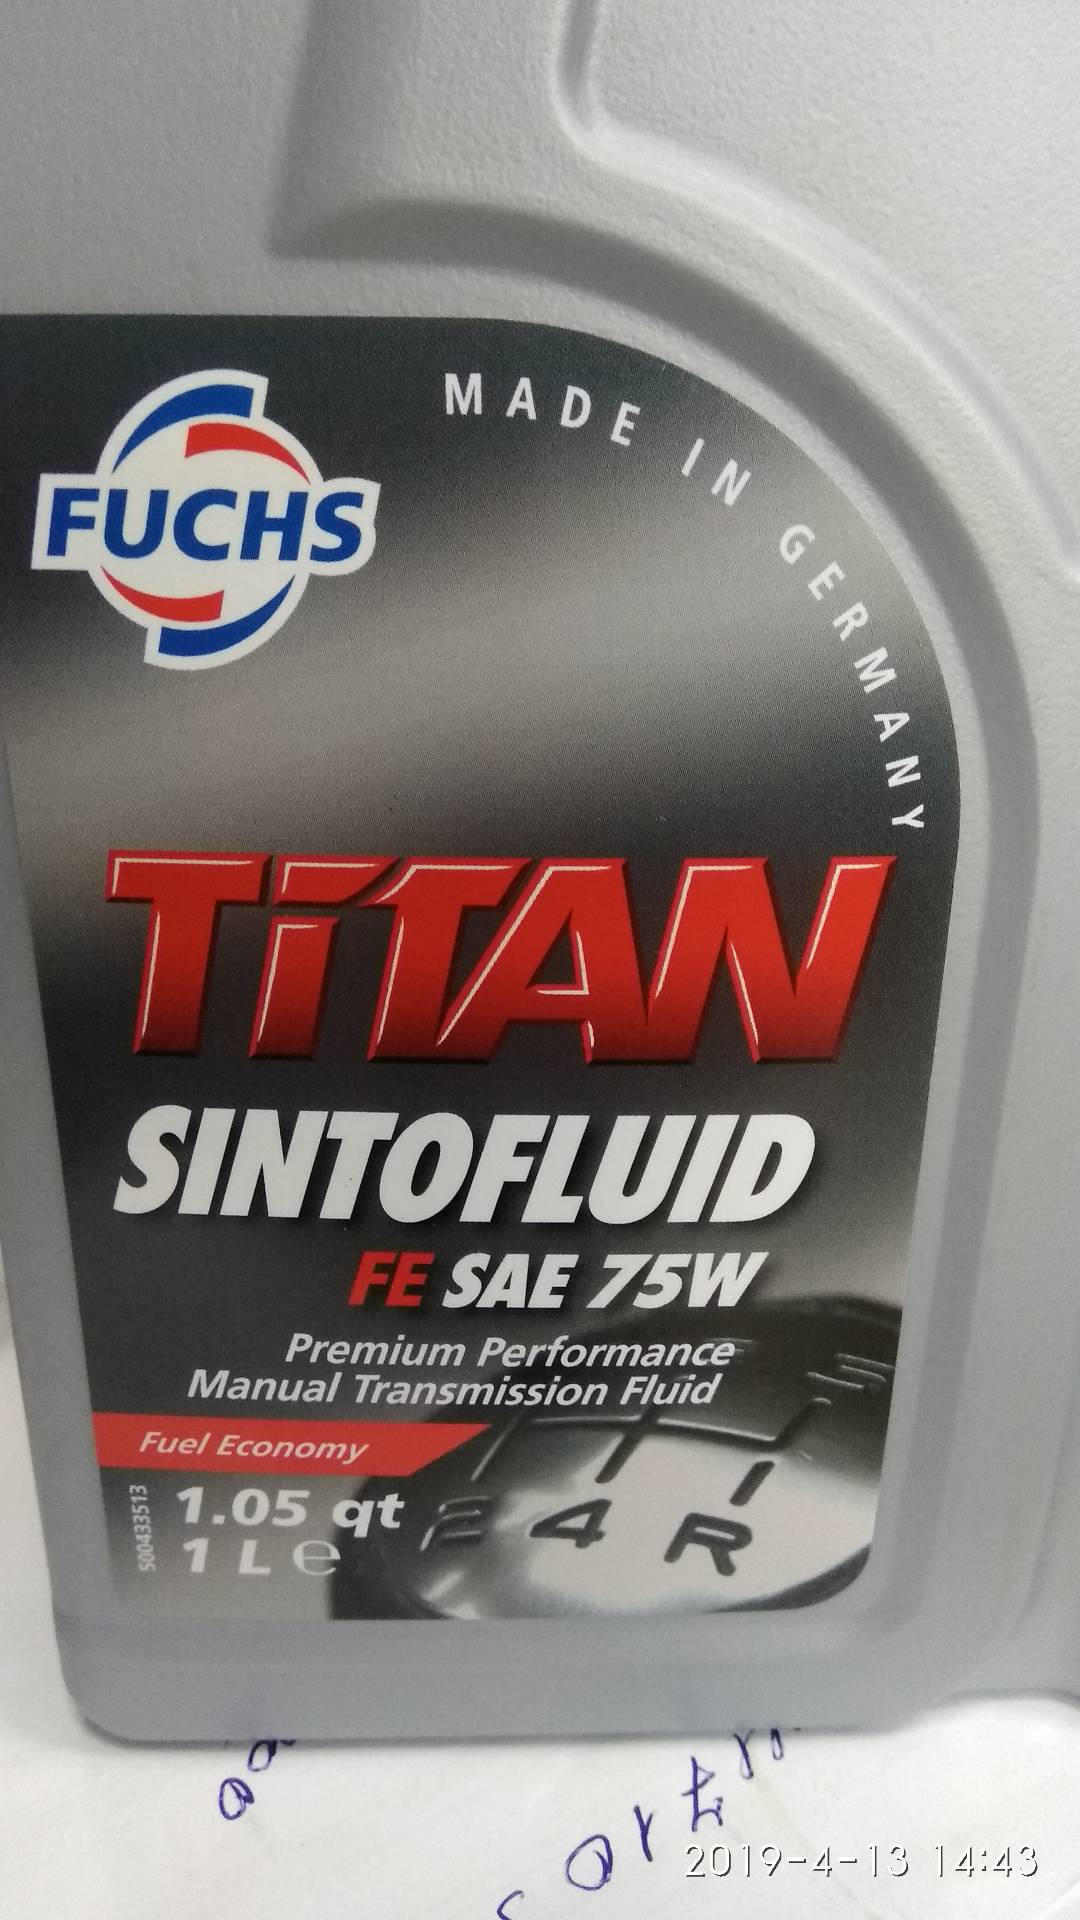 MADE IN GERMANY
FUCHS
TiTAN
SINTOFLUID
FE SAE 75W
Premium Performance
Manual Transmission Fluid
Fuel Economy
500433513
1.05 qt
1 L e
2 4 R
2019-4-13 14:43